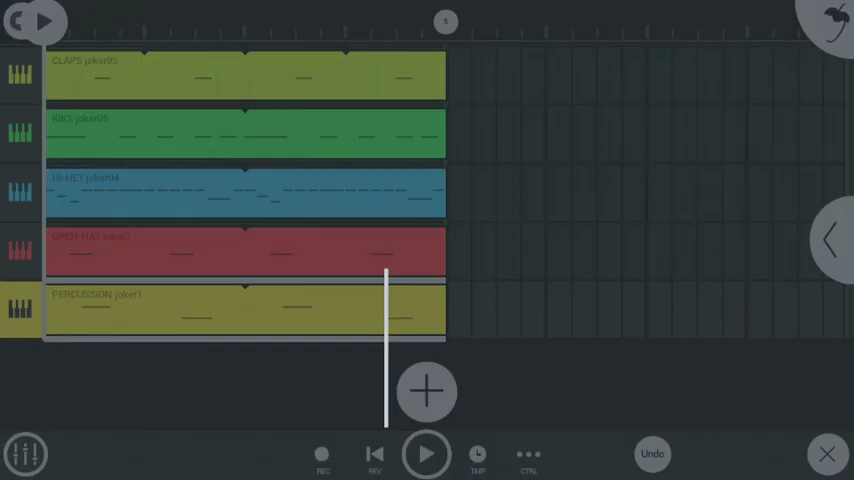 5
CLAPS joker05
KIKS joker05
HI-HET joker04
OPEN HAT joker3
PERCUSSION joker1
REC
REV
TMP
CTRL
Undo